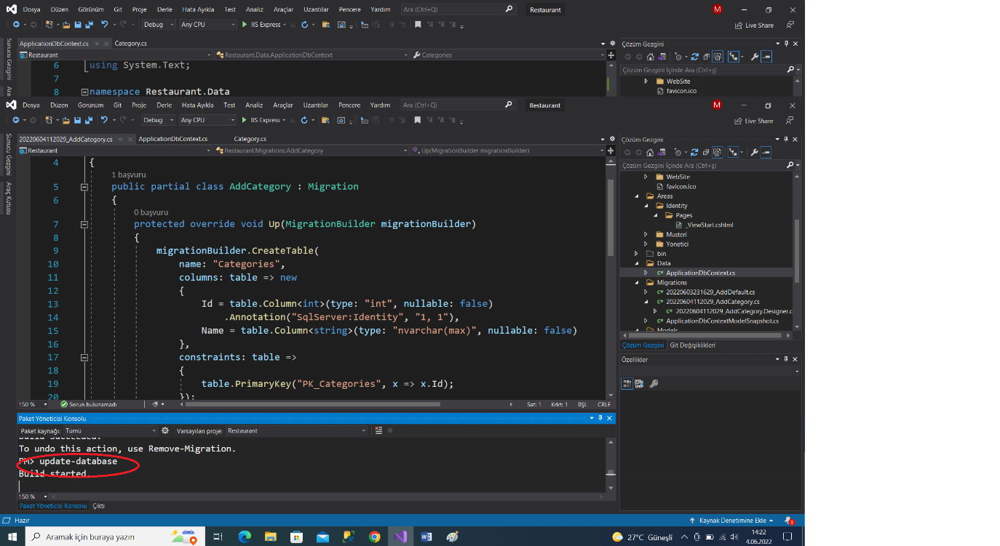 Dosya Düzen Görünüm Git Proje Derle Hata Ayıkla Test Analiz Araçlar Uzantılar Pencere Yardım Ara (Ctrl+Q) Restaurant M
Debug Any CPU IIS Express Live Share
ApplicationDbContext.cs Category.cs
Restaurant Restaurant.Data.ApplicationDbContext Categories
6 using System.Text;
7
8 namespace Restaurant.Data
Sunucu Gezgini
Ara
Çözüm Gezgini
Çözüm Gezgini İçinde Ara (Ctrl+ş)
WebSite
favicon.ico
Dosya Düzen Görünüm Git Proje Derle Hata Ayıkla Test Analiz Araçlar Uzantılar Pencere Yardım Ara (Ctrl+Q) Restaurant M
Debug Any CPU IIS Express Live Share
20220604112029_AddCategory.cs ApplicationDbContext.cs Category.cs
Restaurant Restaurant.Migrations.AddCategory Up(MigrationBuilder migrationBuilder)
Sunucu Gezgini
Araç Kutusu
4 {
1 başvuru
5 public partial class AddCategory : Migration
6 {
0 başvuru
7 protected override void Up(MigrationBuilder migrationBuilder)
8 {
9 migrationBuilder.CreateTable(
10 name: "Categories",
11 columns: table => new
12 {
13 Id = table.Column<int>(type: "int", nullable: false)
14 .Annotation("SqlServer:Identity", "1, 1"),
15 Name = table.Column<string>(type: "nvarchar(max)", nullable: false)
16 },
17 constraints: table =>
18 {
19 table.PrimaryKey("PK_Categories", x => x.Id);
20 });
150 % Sorun bulunamadı Sat: 1 Krkt: 1 BŞL CRLF
Çözüm Gezgini
Çözüm Gezgini İçinde Ara (Ctrl+ş)
WebSite
favicon.ico
Areas
Identity
Pages
_ViewStart.cshtml
Musteri
Yonetici
bin
Data
ApplicationDbContext.cs
Migrations
20220603231629_AddDefault.cs
20220604112029_AddCategory.cs
20220604112029_AddCategory.Designer.c
ApplicationDbContextModelSnapshot.cs
Models
Çözüm Gezgini Git Değişiklikleri
Özellikler
Paket Yöneticisi Konsolu
Paket kaynağı: Tümü Varsayılan proje: Restaurant
Build succeeded.
To undo this action, use Remove-Migration.
PM> update-database
Build started.
150 %
Paket Yöneticisi Konsolu Çıktı
Hazır Kaynak Denetimine Ekle 3
Aramak için buraya yazın 27°C Güneşli 14:22
4.06.2022